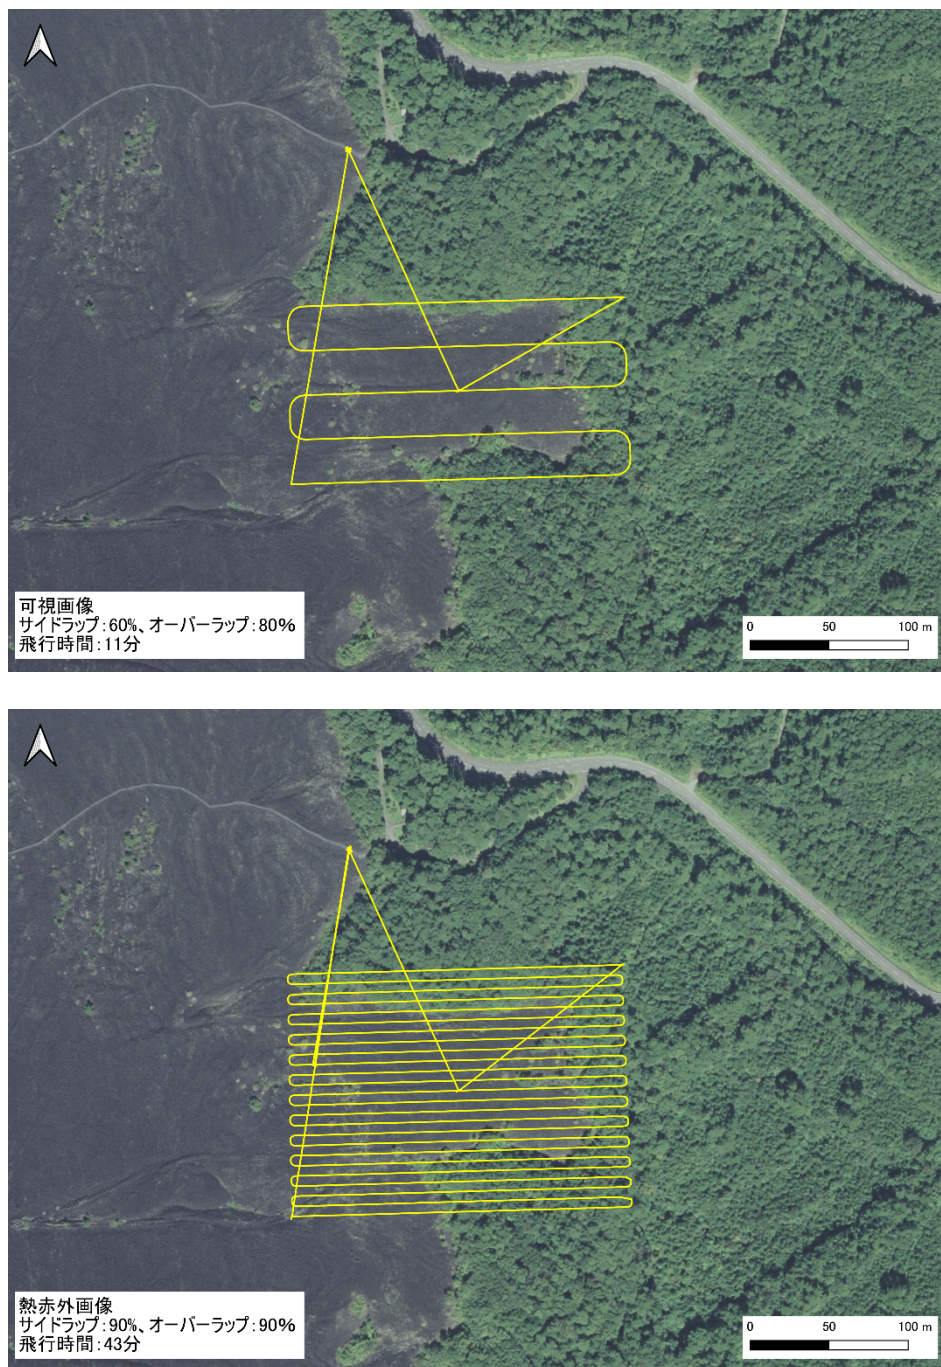 可視画像
サイドラップ:60%、オーバーラップ:80%
飛行時間:11分
0 50 100 m
熱赤外画像
サイドラップ:90%、オーバーラップ:90%
飛行時間:43分
0 50 100 m